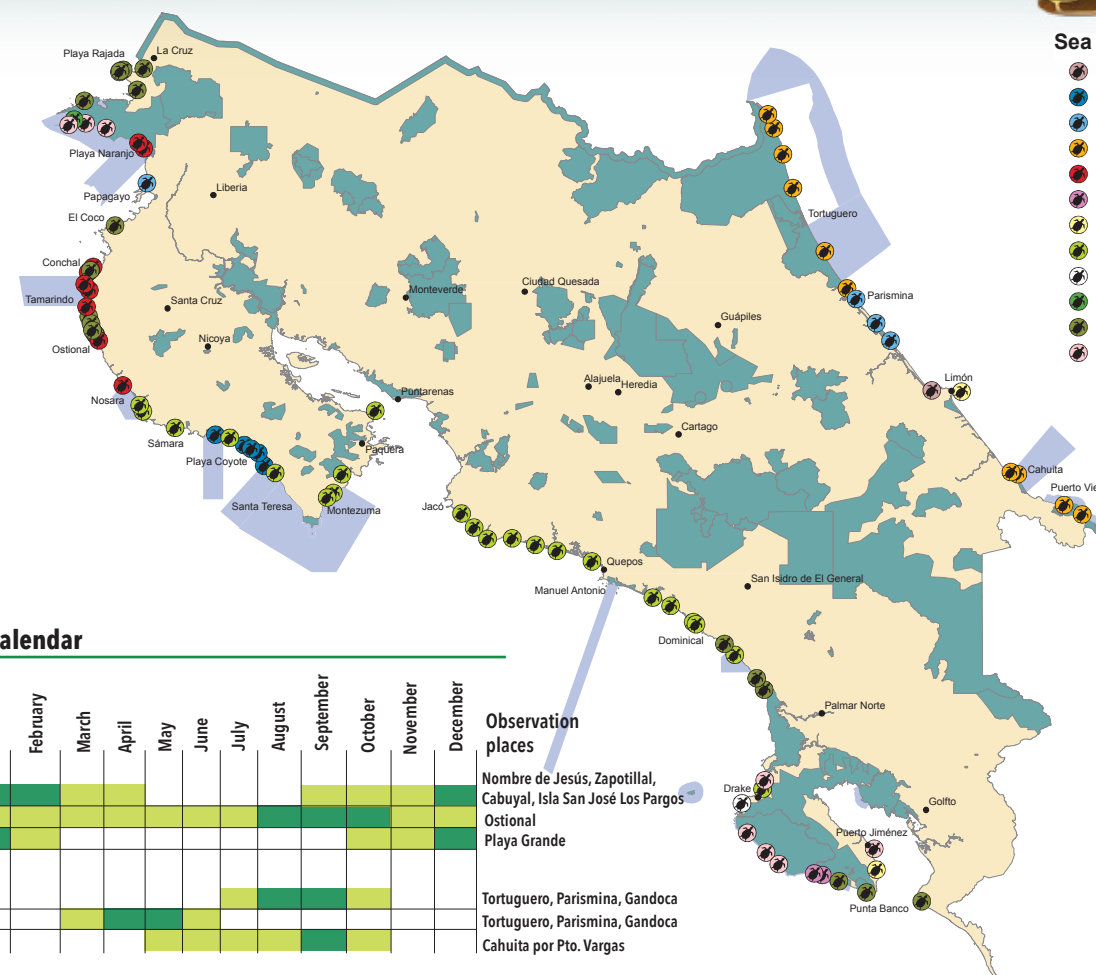 Sea
Playa Rajada
La Cruz
Playa Naranjo
Papagayo
Liberia
El Coco
Tortuguero
Conchal
Monteverde
Ciudad Quesada
Parismina
Tamarindo
Santa Cruz
Guápiles
Nicoya
Ostional
Alajuela
Heredia
Limón
Puntarenas
Nosara
Cartago
Sámara
Paquera
Playa Coyote
Cahuita
Puerto Vie
Santa Teresa
Montezuma
Jacó
Quepos
Manuel Antonio
San Isidro de El General
Dominical
Palmar Norte
Drake
Golfto
Puerto Jiménez
Punta Banco
alendar
February
March
April
May
June
July
August
September
October
November
December
Observation
places
Nombre de Jesús, Zapotillal,
Cabuyal, Isla San José Los Pargos
Ostional
Playa Grande
Tortuguero, Parismina, Gandoca
Tortuguero, Parismina, Gandoca
Cahuita por Pto. Vargas